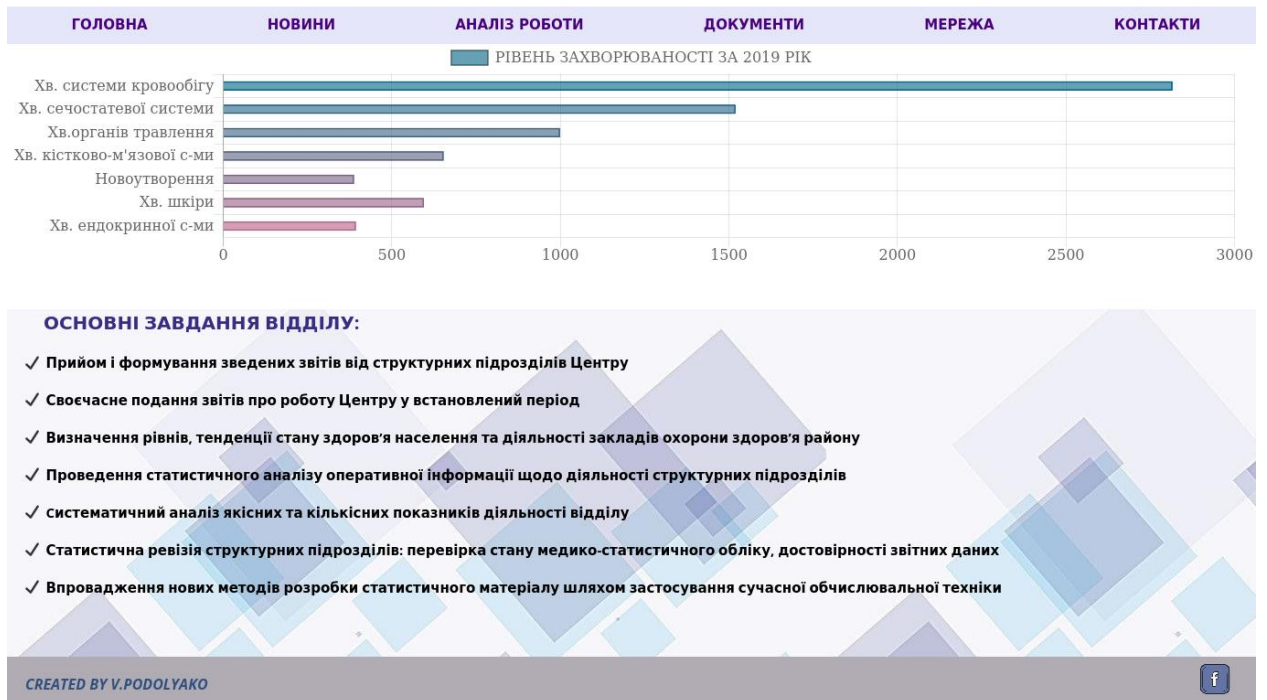 ГОЛОВНА НОВИНИ АНАЛІЗ РОБОТИ ДОКУМЕНТИ МЕРЕЖА КОНТАКТИ
РІВЕНЬ ЗАХВОРЮВАНОСТІ ЗА 2019 РІК
Хв. системи кровообігу
Хв. сечостатевої системи
Хв.органів травлення
Хв. кістково-м'язової с-ми
Новоутворення
Хв. шкіри
Хв. ендокринної с-ми
0 500 1000 1500 2000 2500 3000
ОСНОВНІ ЗАВДАННЯ ВІДДІЛУ:
✓ Прийом і формування зведених звітів від структурних підрозділів Центру
✓ Своєчасне подання звітів про роботу Центру у встановлений період
✓ Визначення рівнів, тенденції стану здоров'я населення та діяльності закладів охорони здоров'я району
✓ Проведення статистичного аналізу оперативної інформації щодо діяльності структурних підрозділів
✓ Cистематичний аналіз якісних та кількісних показників діяльності відділу
✓ Статистична ревізія структурних підрозділів: перевірка стану медико-статистичного обліку, достовірності звітних даних
✓ Впровадження нових методів розробки статистичного матеріалу шляхом застосування сучасної обчислювальної техніки
CREATED BY V.PODOLYAKO
f